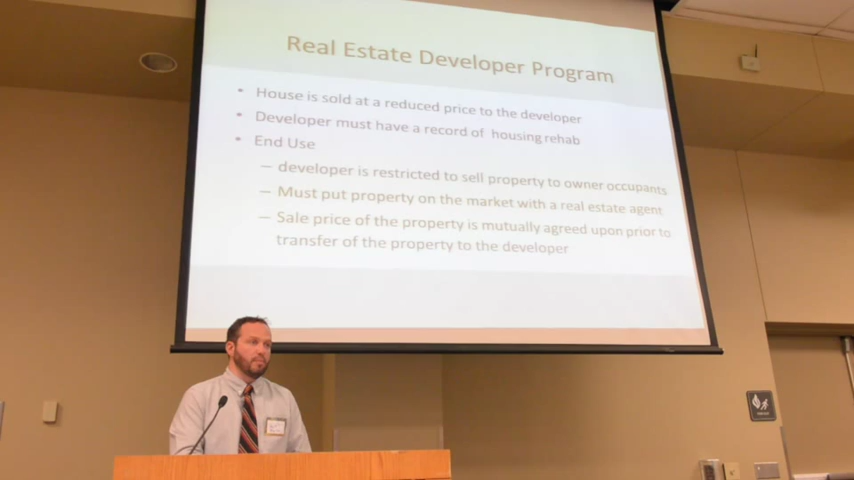 Real Estate Developer Program
• House is sold at a reduced price to the developer
• Developer must have a record of housing rehab
• End Use
– developer is restricted to sell property to owner occupants
– Must put property on the market with a real estate agent
– Sale price of the property is mutually agreed upon prior to
transfer of the property to the developer